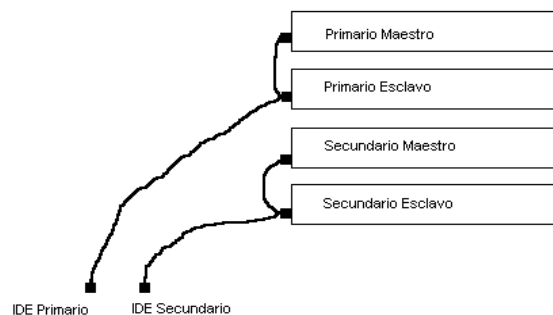 Primario Maestro
Primario Esclavo
Secundario Maestro
Secundario Esclavo
IDE Primario
IDE Secundario